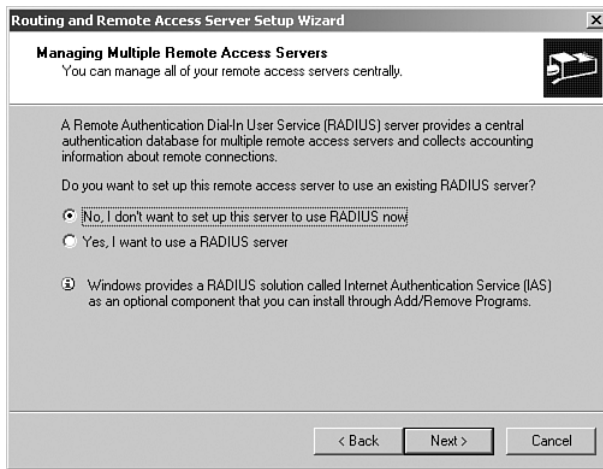 Routing and Remote Access Server Setup Wizard
Managing Multiple Remote Access Servers
You can manage all of your remote access servers centrally.
A Remote Authentication Dial-In User Service (RADIUS) server provides a central
authentication database for multiple remote access servers and collects accounting
information about remote connections.
Do you want to set up this remote access server to use an existing RADIUS server?
No, I don't want to set up this server to use RADIUS now
Yes, I want to use a RADIUS server
Windows provides a RADIUS solution called Internet Authentication Service (IAS)
as an optional component that you can install through Add/Remove Programs.
< Back Next > Cancel